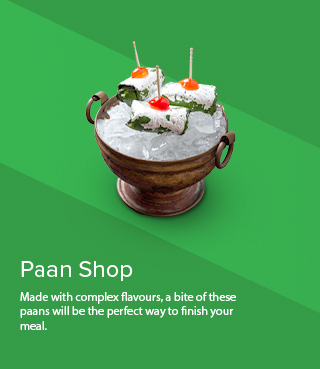 Paan Shop
Made with complex flavours, a bite of these
paans will be the perfect way to finish your
meal.